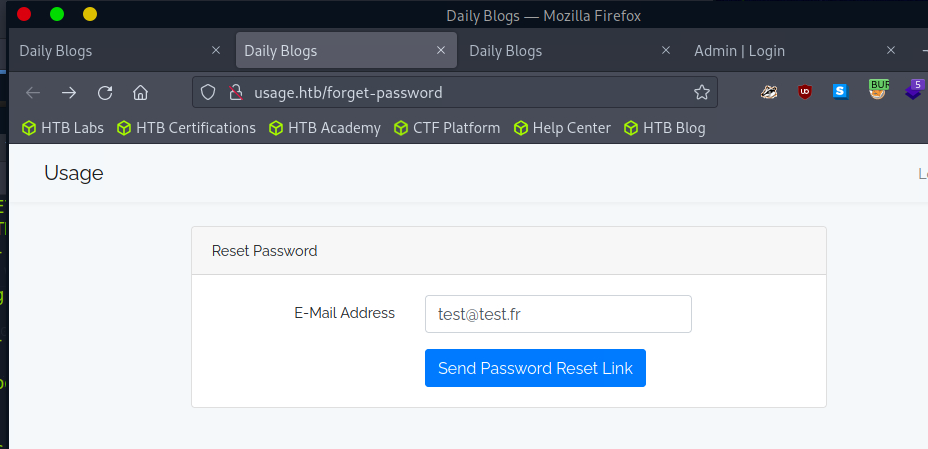 Daily Blogs — Mozilla Firefox
Daily Blogs × Daily Blogs × Daily Blogs × Admin | Login ×
usage.htb/forget-password BUR 5
HTB Labs HTB Certifications HTB Academy CTF Platform Help Center HTB Blog
Usage
Reset Password
E-Mail Address test@test.fr
Send Password Reset Link